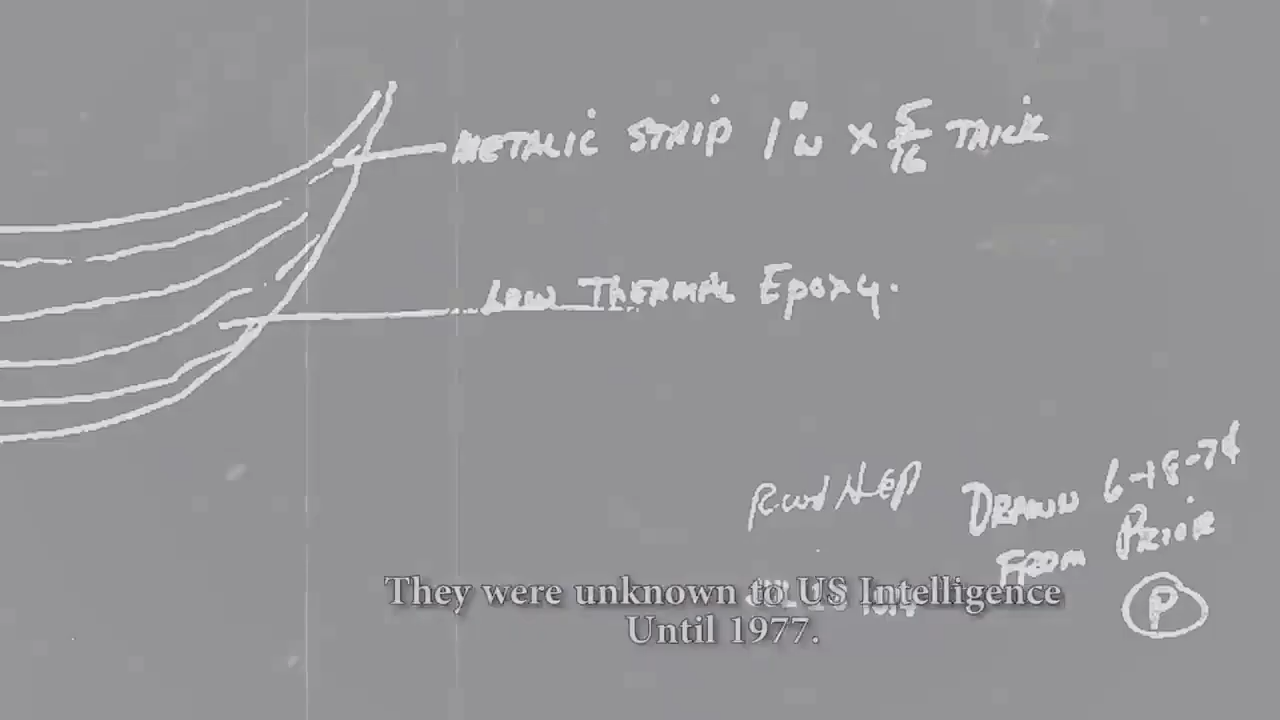 METALIC STRIP 1" W × 5/16 THICK
LOW THERMAL EPOXY.
DRAWN 6-18-74
FROM PRIOR
P
They were unknown to US Intelligence
Until 1977.